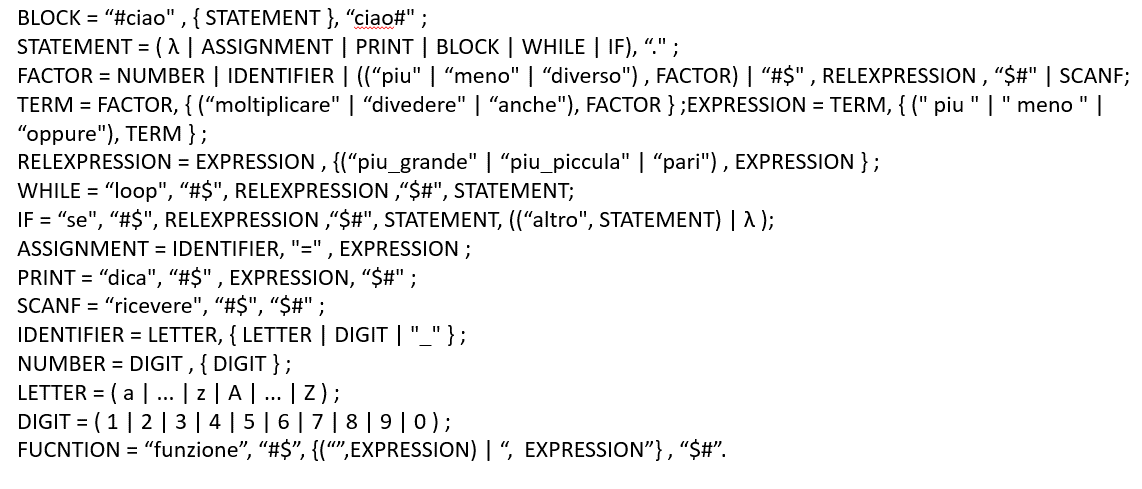 BLOCK = “#ciao" , { STATEMENT }, “ciao#" ;
STATEMENT = ( λ | ASSIGNMENT | PRINT | BLOCK | WHILE | IF), “." ;
FACTOR = NUMBER | IDENTIFIER | ((“piu" | “meno" | “diverso") , FACTOR) | “#$" , RELEXPRESSION , “$#" | SCANF;
TERM = FACTOR, { (“moltiplicare" | “divedere" | “anche"), FACTOR } ;EXPRESSION = TERM, { (" piu " | " meno " |
“oppure"), TERM } ;
RELEXPRESSION = EXPRESSION , {(“piu_grande" | “piu_piccula" | “pari") , EXPRESSION } ;
WHILE = “loop", “#$", RELEXPRESSION ,“$#", STATEMENT;
IF = “se", “#$", RELEXPRESSION ,“$#", STATEMENT, ((“altro", STATEMENT) | λ );
ASSIGNMENT = IDENTIFIER, "=" , EXPRESSION ;
PRINT = “dica", “#$" , EXPRESSION, “$#" ;
SCANF = “ricevere", “#$", “$#" ;
IDENTIFIER = LETTER, { LETTER | DIGIT | "_" } ;
NUMBER = DIGIT , { DIGIT } ;
LETTER = ( a | ... | z | A | ... | Z ) ;
DIGIT = ( 1 | 2 | 3 | 4 | 5 | 6 | 7 | 8 | 9 | 0 ) ;
FUCNTION = “funzione”, “#$”, {(“”,EXPRESSION) | “,  EXPRESSION”} , “$#”.